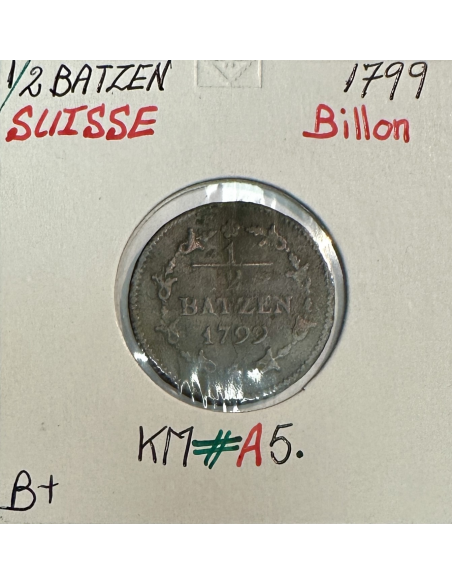 1/2 BATZEN 1799
SUISSE Billon
1
2
BATZEN
1799
KM#A5.
B+